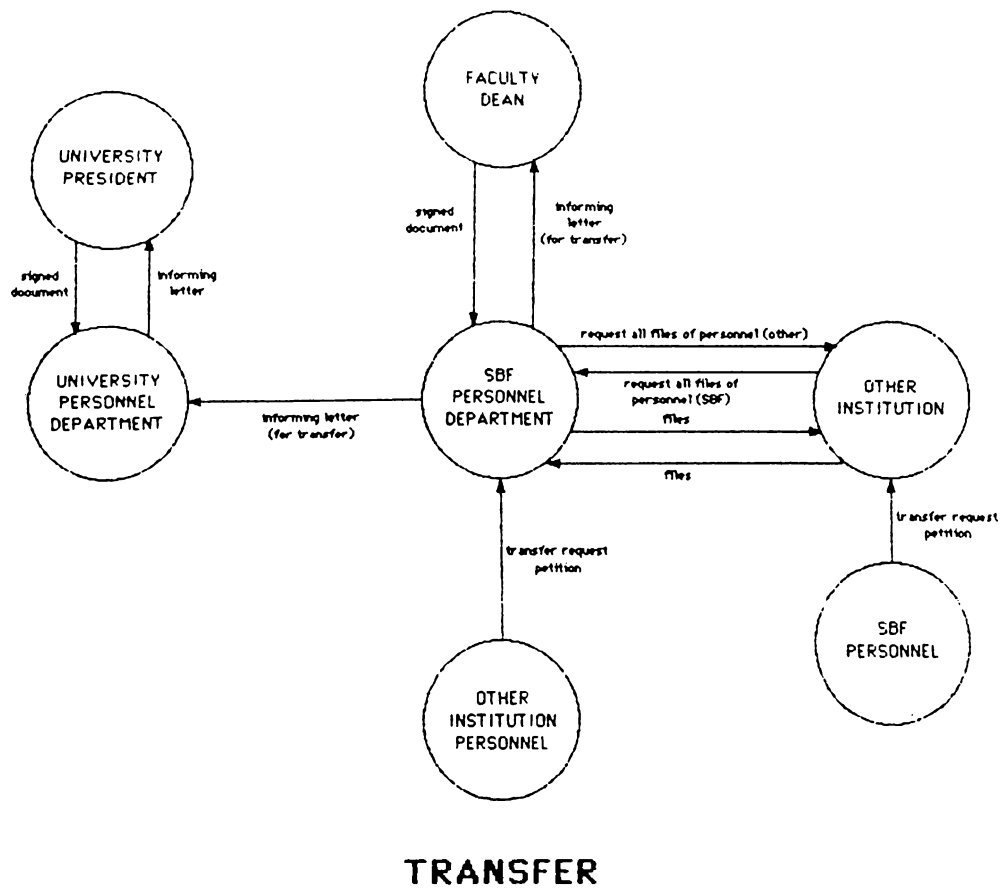 FACULTY
DEAN
UNIVERSITY
PRESIDENT
signed
document
informing
letter
(for transfer)
signed
document
informing
letter
UNIVERSITY
PERSONNEL
DEPARTMENT
SBF
PERSONNEL
DEPARTMENT
OTHER
INSTITUTION
request all files of personnel (other)
request all files of
personnel (SBF)
files
files
informing letter
(for transfer)
transfer request
petition
transfer request
petition
SBF
PERSONNEL
OTHER
INSTITUTION
PERSONNEL
TRANSFER